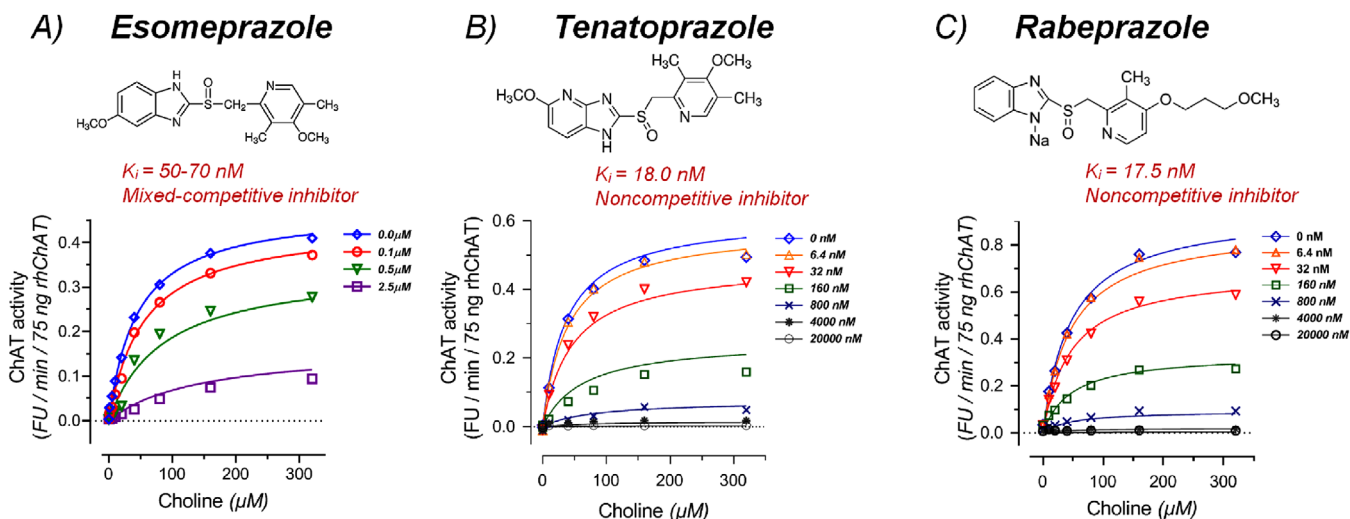 A) Esomeprazole
H
N
O
S
CH₂
N
CH₃
H₃CO
N
H₃C
OCH₃
Kᵢ = 50-70 nM
Mixed-competitive inhibitor
ChAT activity
(FU / min / 75 ng rhChAT)
0.4
0.3
0.2
0.1
0.0
0 100 200 300
Choline (µM)
0.0µM
0.1µM
0.5µM
2.5µM
B) Tenatoprazole
OCH₃
H₃C
CH₃
H₃CO
N
N
N
H
S
O
N
Kᵢ = 18.0 nM
Noncompetitive inhibitor
ChAT activity
(FU / min / 75 ng rhChAT)
0.6
0.4
0.2
0.0
0 100 200 300
Choline (µM)
0 nM
6.4 nM
32 nM
160 nM
800 nM
4000 nM
20000 nM
C) Rabeprazole
N
CH₃
O
OCH₃
N
S
O
N
Na
Kᵢ = 17.5 nM
Noncompetitive inhibitor
ChAT activity
(FU / min / 75 ng rhChAT)
0.8
0.6
0.4
0.2
0.0
0 100 200 300
Choline (µM)
0 nM
6.4 nM
32 nM
160 nM
800 nM
4000 nM
20000 nM